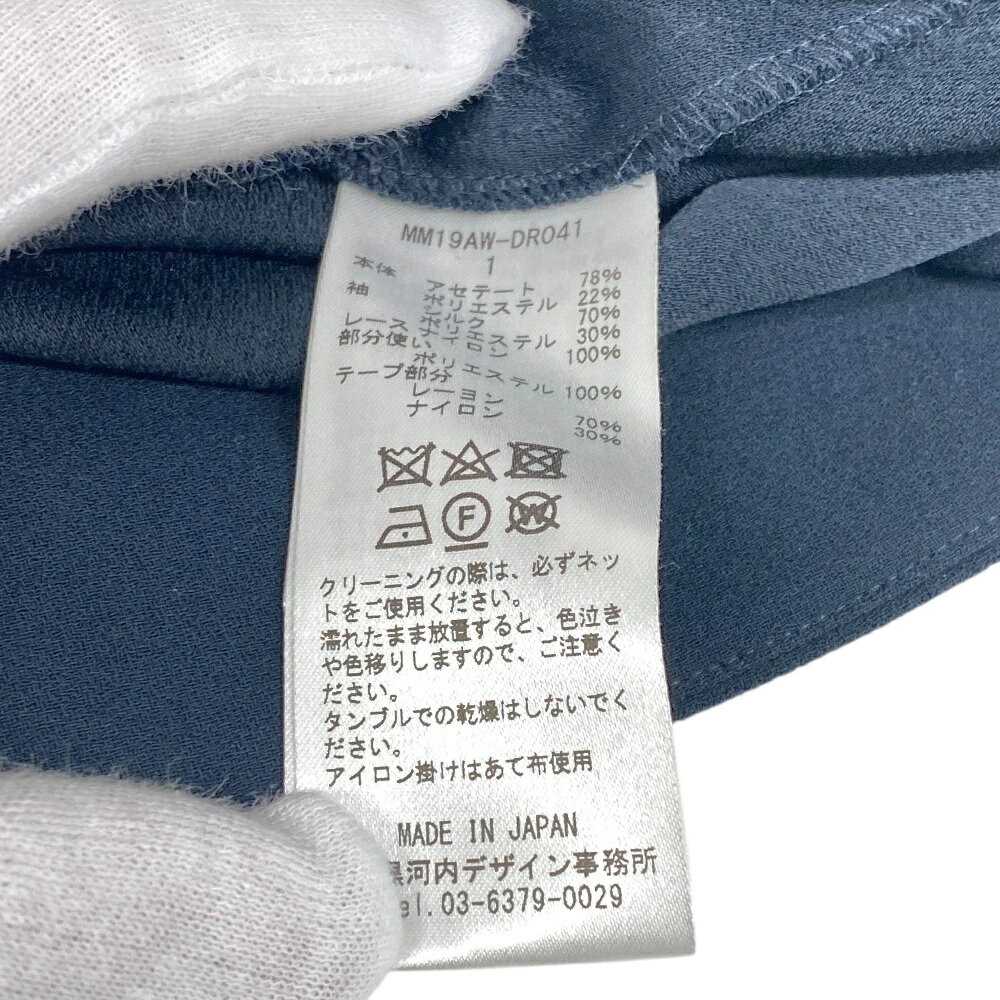 MM19AW-DR041
1
本体 アセテート 78%
ポリエステル 22%
袖 シルク 70%
ポリエステル 30%
レース ナイロン 100%
部分使い ポリエステル 100%
テープ部分
レーヨン 70%
ナイロン 30%
F
W
クリーニングの際は、必ずネッ
トをご使用ください。
濡れたまま放置すると、色泣き
や色移りしますので、ご注意く
ださい。
タンブルでの乾燥はしないでく
ださい。
アイロン掛けはあて布使用
MADE IN JAPAN
河内デザイン事務所
el.03-6379-0029